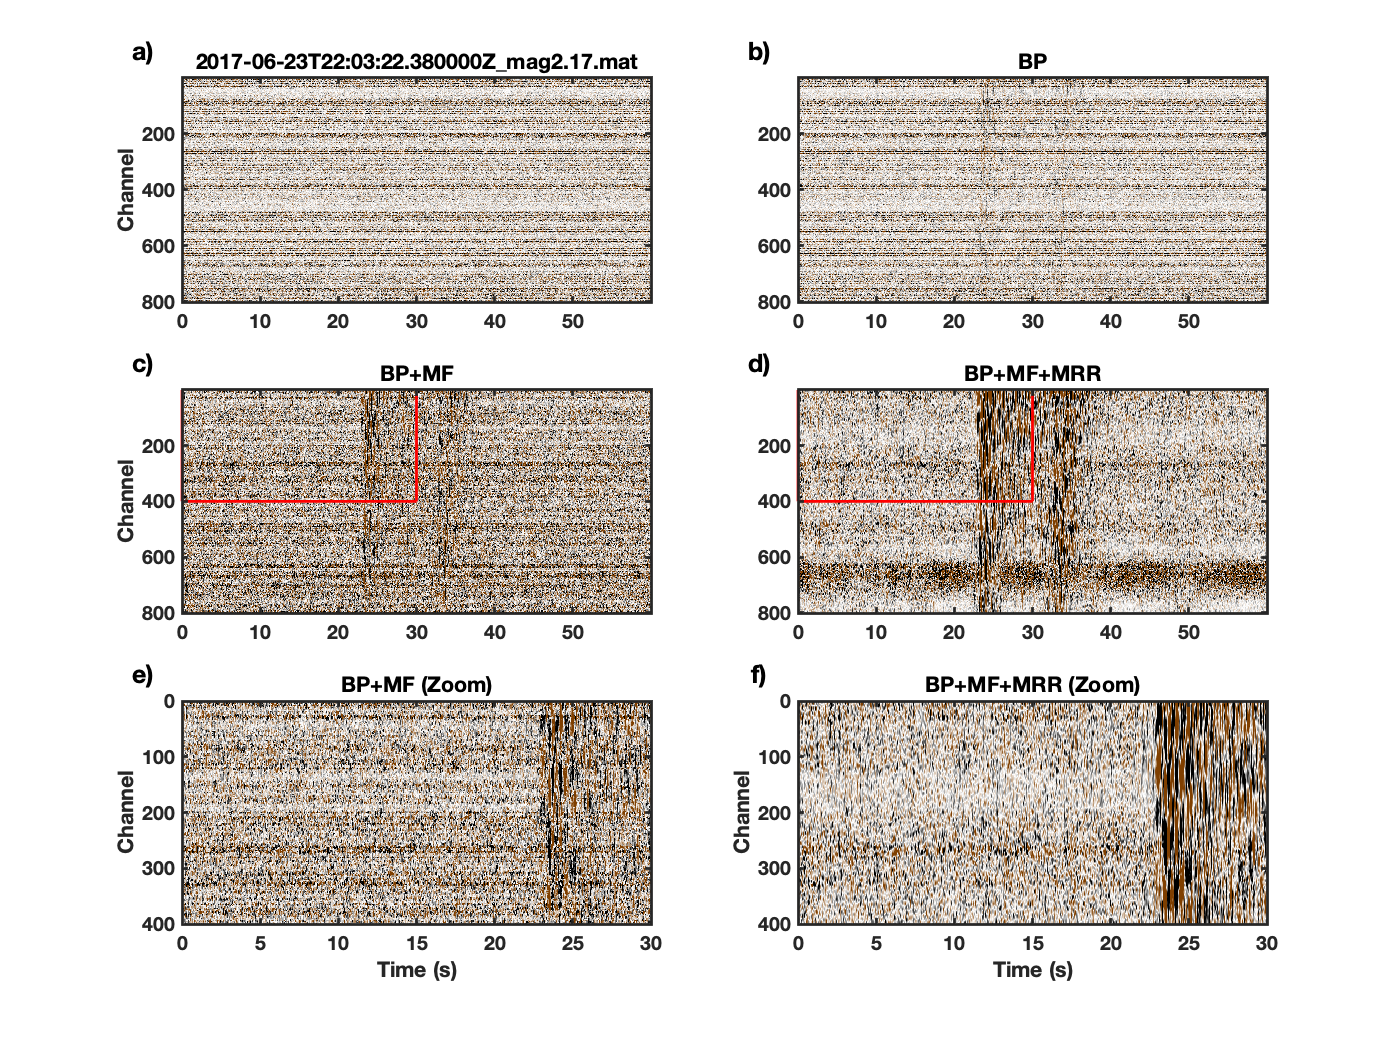 a)
2017-06-23T22:03:22.380000Z_mag2.17.mat
Channel
200
400
600
800
0 10 20 30 40 50
b)
BP
200
400
600
800
0 10 20 30 40 50
c)
BP+MF
Channel
200
400
600
800
0 10 20 30 40 50
d)
BP+MF+MRR
200
400
600
800
0 10 20 30 40 50
e)
BP+MF (Zoom)
Channel
0
100
200
300
400
0 5 10 15 20 25 30
Time (s)
f)
BP+MF+MRR (Zoom)
Channel
0
100
200
300
400
0 5 10 15 20 25 30
Time (s)